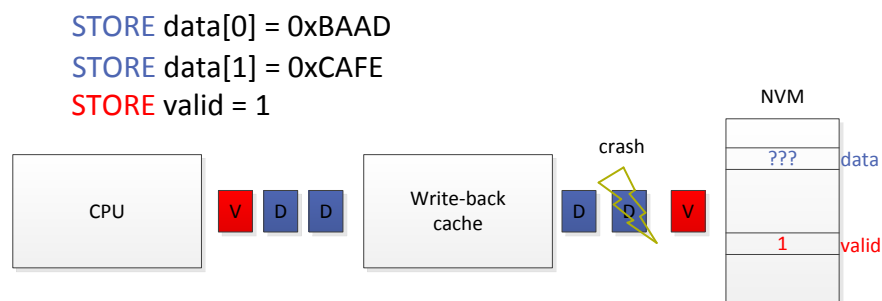 STORE data[0] = 0xBAAD
STORE data[1] = 0xCAFE
STORE valid = 1
NVM
crash
??? data
CPU
V D D
Write-back
cache
D D V
1 valid